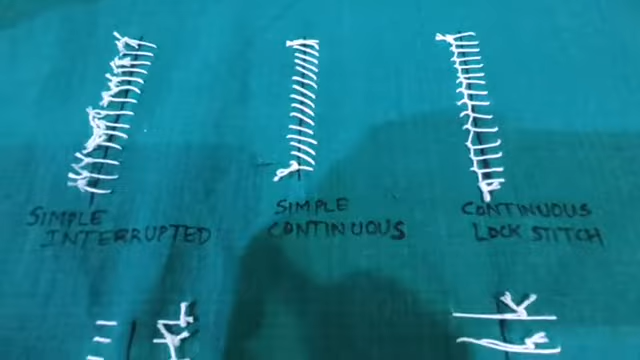 SIMPLE
INTERRUPTED
SIMPLE
CONTINUOUS
CONTINUOUS
LOCK STITCH